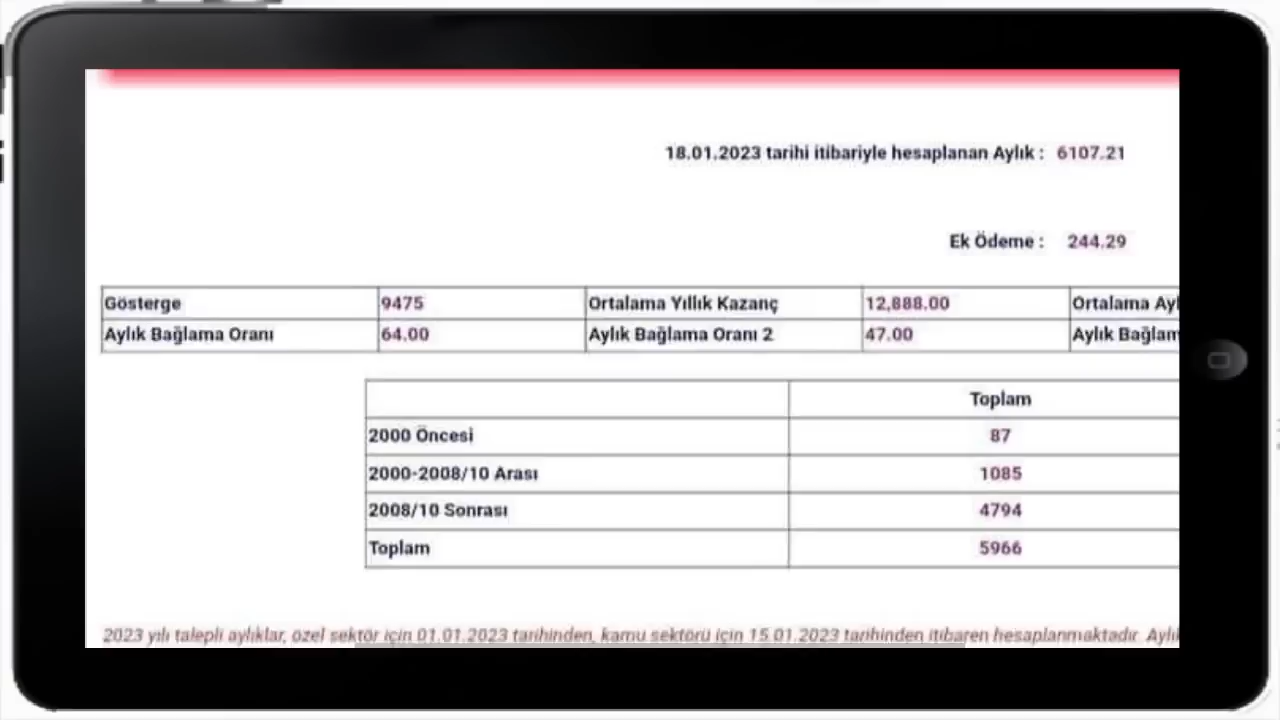 18.01.2023 tarihi itibariyle hesaplanan Aylık : 6107.21
Ek Ödeme : 244.29
Gösterge 9475 Ortalama Yıllık Kazanç 12,888.00 Ortalama Ayl
Aylık Bağlama Oranı 64.00 Aylık Bağlama Oranı 2 47.00 Aylık Bağlam
Toplam
2000 Öncesi 87
2000-2008/10 Arası 1085
2008/10 Sonrası 4794
Toplam 5966
2023 yılı talepli aylıklar, özel sektör için 01.01.2023 tarihinden, kamu sektörü için 15.01.2023 tarihinden itibaren hesaplanmaktadır. Aylı